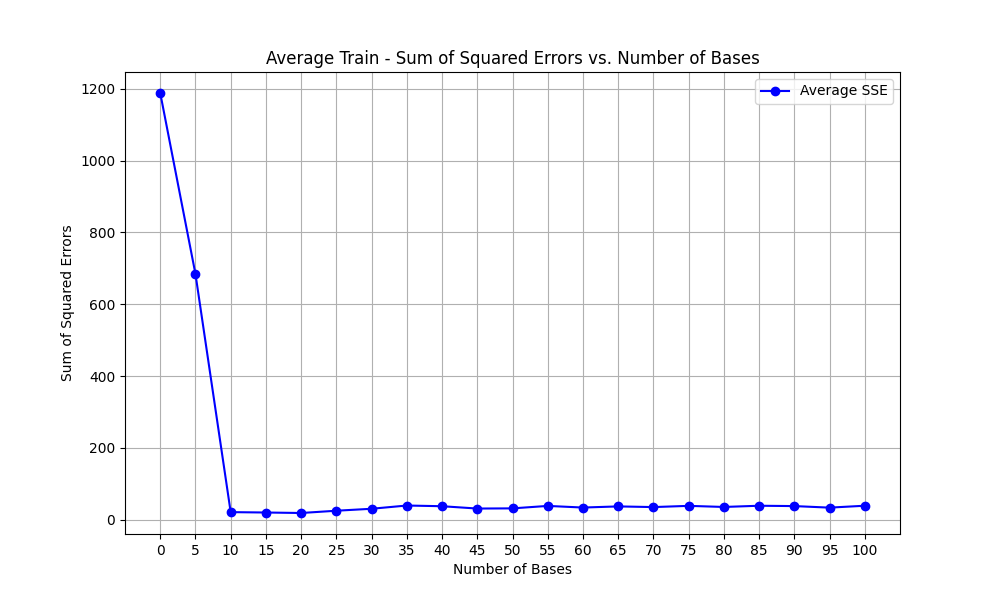 Average Train - Sum of Squared Errors vs. Number of Bases
Average SSE
1200
1000
800
600
400
200
0
Sum of Squared Errors
0 5 10 15 20 25 30 35 40 45 50 55 60 65 70 75 80 85 90 95 100
Number of Bases